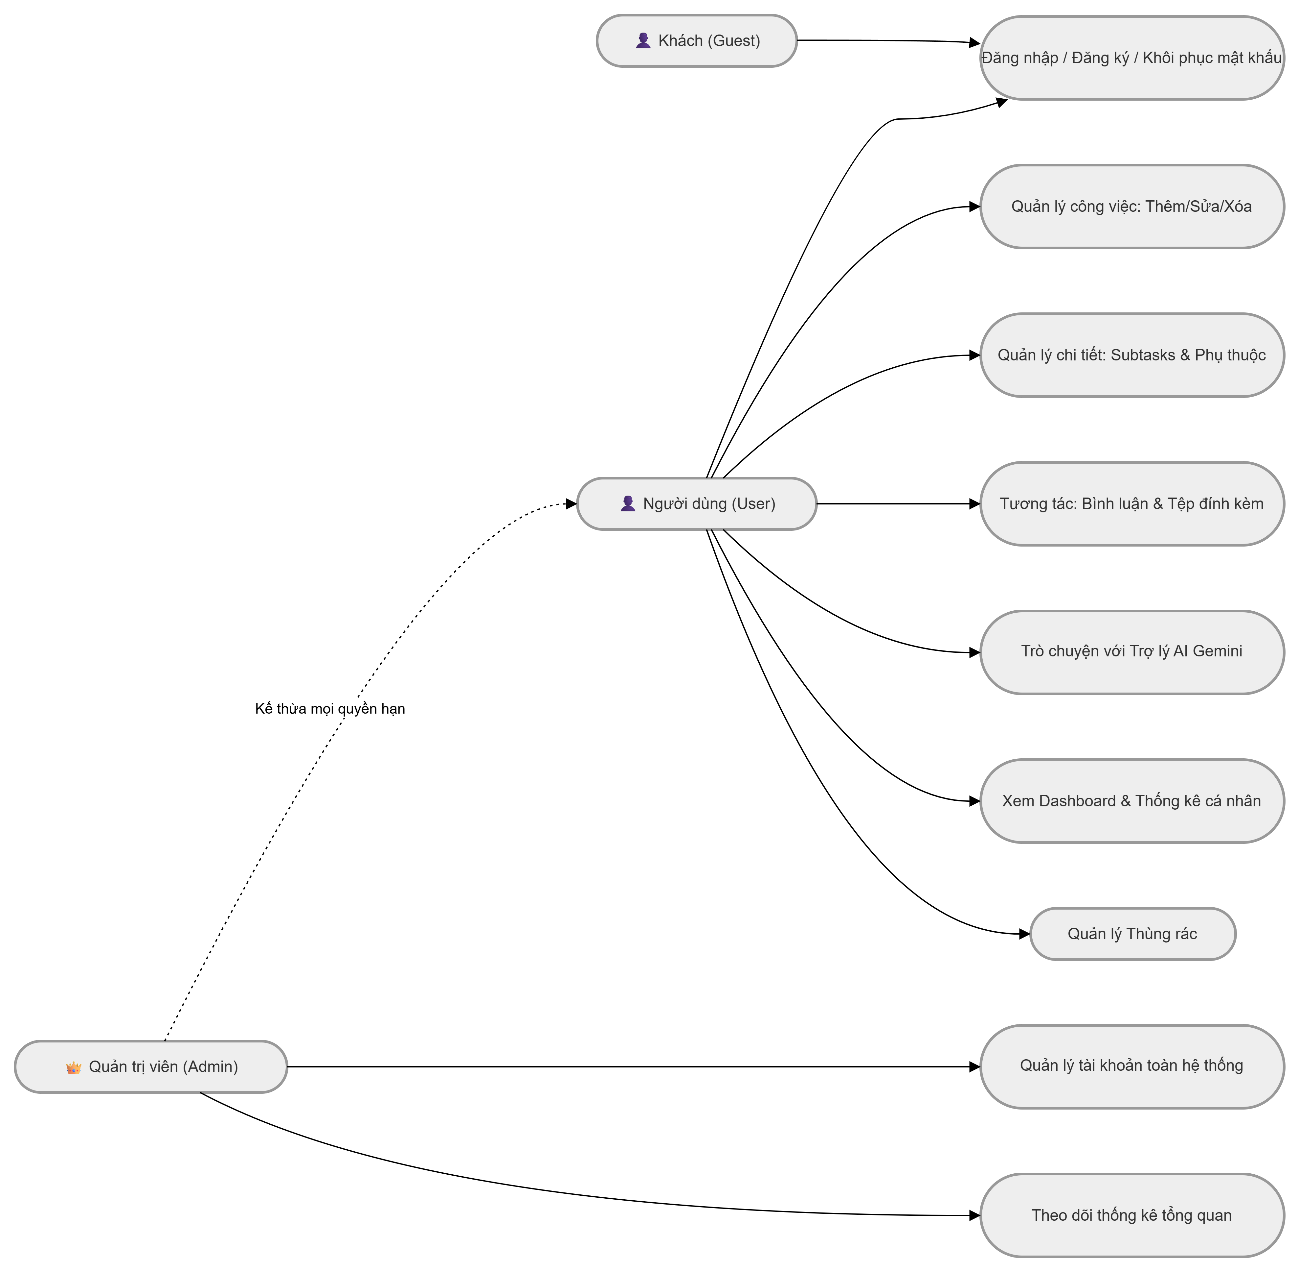 Khách (Guest)
Đăng nhập / Đăng ký / Khôi phục mật khẩu
Quản lý công việc: Thêm/Sửa/Xóa
Quản lý chi tiết: Subtasks & Phụ thuộc
Người dùng (User)
Tương tác: Bình luận & Tệp đính kèm
Trò chuyện với Trợ lý AI Gemini
Kế thừa mọi quyền hạn
Xem Dashboard & Thống kê cá nhân
Quản lý Thùng rác
Quản trị viên (Admin)
Quản lý tài khoản toàn hệ thống
Theo dõi thống kê tổng quan